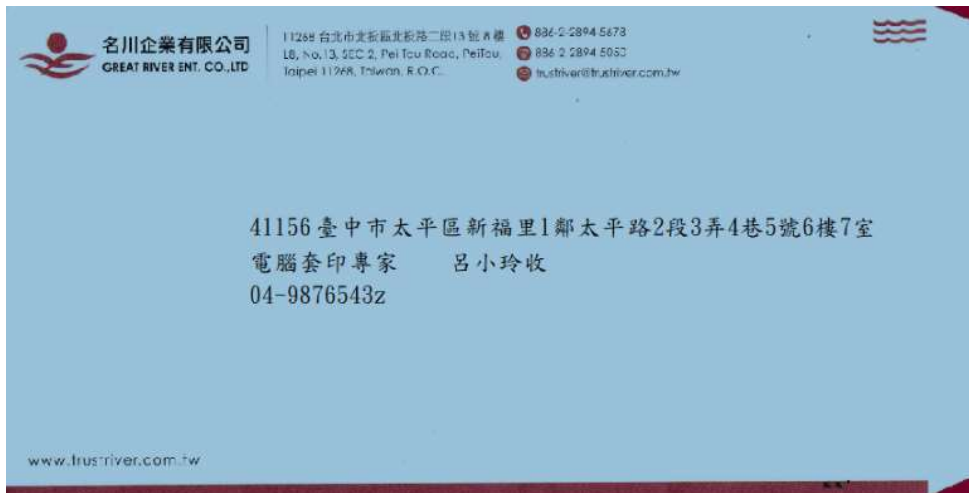 名川企業有限公司
GREAT RIVER ENT. CO.,LTD
11268 台北市北投區北投路二段13號8樓
L8, No.13, SEC 2, Pei Tou Road, PeiTou,
Taipei 11268, Taiwan, R.O.C.
886-2-2894-5678
886-2-2894-5050
trustriver@trustriver.com.tw
41156臺中市太平區新福里1鄰太平路2段3弄4巷5號6樓7室
電腦套印專家 呂小玲收
04-9876543z
www.trustriver.com.tw